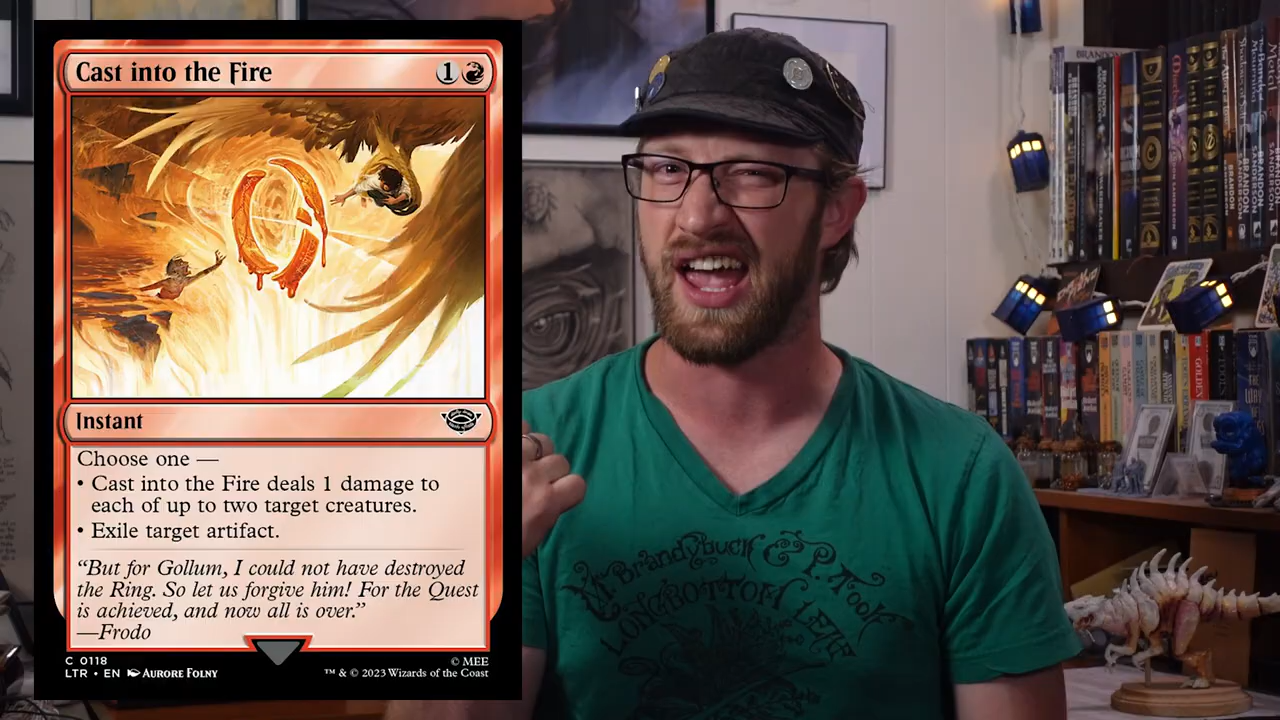 Cast into the Fire
1
Instant
Choose one —
• Cast into the Fire deals 1 damage to
each of up to two target creatures.
• Exile target artifact.
“But for Gollum, I could not have destroyed
the Ring. So let us forgive him! For the Quest
is achieved, and now all is over.”
—Frodo
C 0118
LTR • EN AURORE FOLNY
© MEE
™ & © 2023 Wizards of the Coast
M. Brandybuck & P. Took
LONGBOTTOM LEAF
BRANDON
BRANDON
SANDERSON